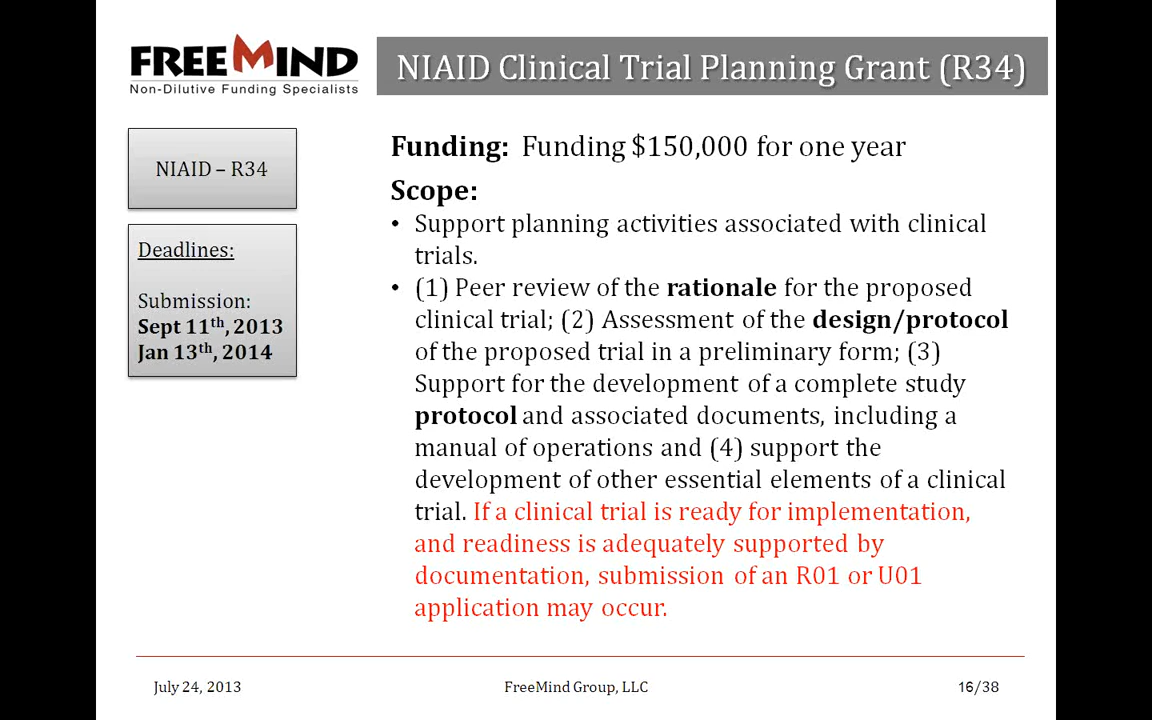 FREEMIND
Non-Dilutive Funding Specialists
NIAID Clinical Trial Planning Grant (R34)
NIAID – R34
Deadlines:
Submission:
Sept 11th, 2013
Jan 13th, 2014
Funding: Funding $150,000 for one year
Scope:
• Support planning activities associated with clinical
trials.
• (1) Peer review of the rationale for the proposed
clinical trial; (2) Assessment of the design/protocol
of the proposed trial in a preliminary form; (3)
Support for the development of a complete study
protocol and associated documents, including a
manual of operations and (4) support the
development of other essential elements of a clinical
trial. If a clinical trial is ready for implementation,
and readiness is adequately supported by
documentation, submission of an R01 or U01
application may occur.
July 24, 2013
FreeMind Group, LLC
16/38